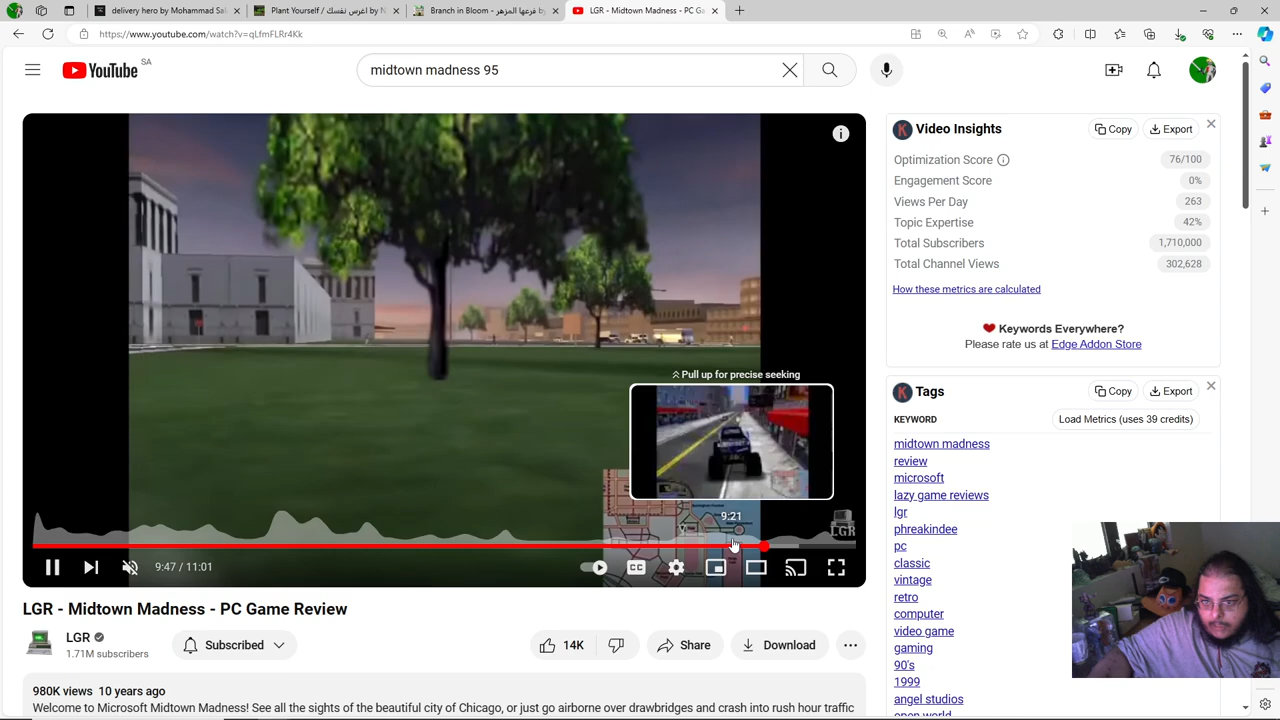 delivery hero by Mohammad Sak
Plant Yourself / اغرس نفسك by N
Branch in Bloom - فرعها المزهر by
LGR - Midtown Madness - PC Ga
https://www.youtube.com/watch?v=qLfmFLRr4Kk
YouTube SA
midtown madness 95
Video Insights
Copy
Export
Optimization Score 76/100
Engagement Score 0%
Views Per Day 263
Topic Expertise 42%
Total Subscribers 1,710,000
Total Channel Views 302,628
How these metrics are calculated
Keywords Everywhere?
Please rate us at Edge Addon Store
Pull up for precise seeking
9:21
LGR
9:47 / 11:01
CC
Tags
Copy
Export
KEYWORD
Load Metrics (uses 39 credits)
midtown madness
review
microsoft
lazy game reviews
lgr
phreakindee
pc
classic
vintage
retro
computer
video game
gaming
90's
1999
angel studios
open world
LGR - Midtown Madness - PC Game Review
LGR
1.71M subscribers
Subscribed
14K
Share
Download
980K views 10 years ago
Welcome to Microsoft Midtown Madness! See all the sights of the beautiful city of Chicago, or just go airborne over drawbridges and crash into rush hour traffic